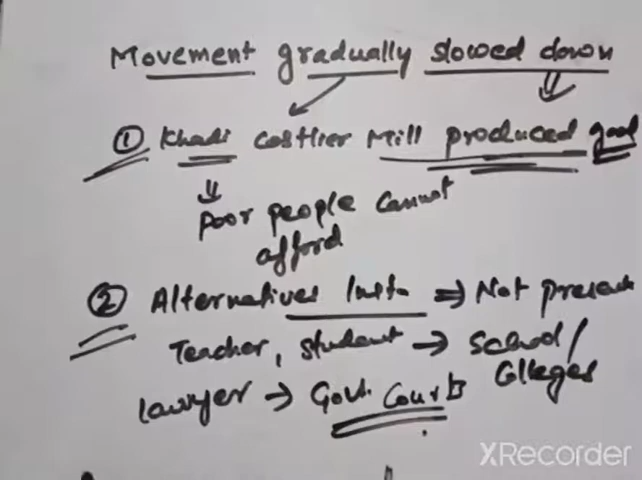 Movement gradually slowed down
① Khadi costlier Mill produced good
Poor people cannot
afford
② Alternatives Insta ⇒ Not present
Teacher, student → School/
Colleges
lawyer → Govt. Courts
XRecorder